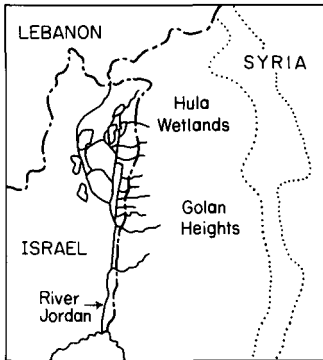 LEBANON
SYRIA
Hula
Wetlands
Golan
Heights
ISRAEL
River
Jordan